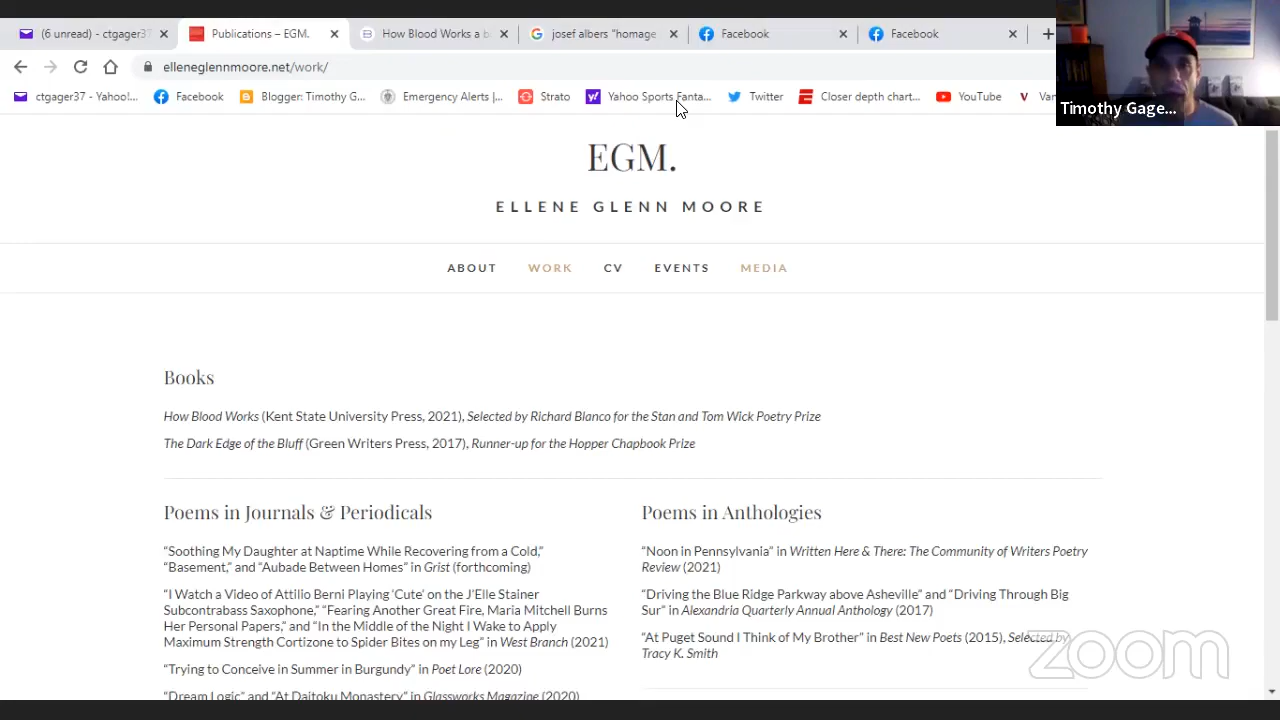 (6 unread) - ctgager37
Publications – EGM.
How Blood Works a b
josef albers "homage
Facebook
Facebook
elleneglennmoore.net/work/
ctgager37 - Yahoo!...
Facebook
Blogger: Timothy G...
Emergency Alerts |...
Strato
Yahoo Sports Fanta...
Twitter
Closer depth chart...
YouTube
Timothy Gage...
EGM.
ELLENE GLENN MOORE
ABOUT WORK CV EVENTS MEDIA
Books
How Blood Works (Kent State University Press, 2021), Selected by Richard Blanco for the Stan and Tom Wick Poetry Prize
The Dark Edge of the Bluff (Green Writers Press, 2017), Runner-up for the Hopper Chapbook Prize
Poems in Journals & Periodicals
“Soothing My Daughter at Naptime While Recovering from a Cold,”
“Basement,” and “Aubade Between Homes” in Grist (forthcoming)
“I Watch a Video of Attilio Berni Playing ‘Cute’ on the J’Elle Stainer
Subcontrabass Saxophone,” “Fearing Another Great Fire, Maria Mitchell Burns
Her Personal Papers,” and “In the Middle of the Night I Wake to Apply
Maximum Strength Cortizone to Spider Bites on my Leg” in West Branch (2021)
“Trying to Conceive in Summer in Burgundy” in Poet Lore (2020)
“Dream Logic” and “At Daitoku Monastery” in Glassworks Magazine (2020)
Poems in Anthologies
“Noon in Pennsylvania” in Written Here & There: The Community of Writers Poetry
Review (2021)
“Driving the Blue Ridge Parkway above Asheville” and “Driving Through Big
Sur” in Alexandria Quarterly Annual Anthology (2017)
“At Puget Sound I Think of My Brother” in Best New Poets (2015), Selected by
Tracy K. Smith
zoom